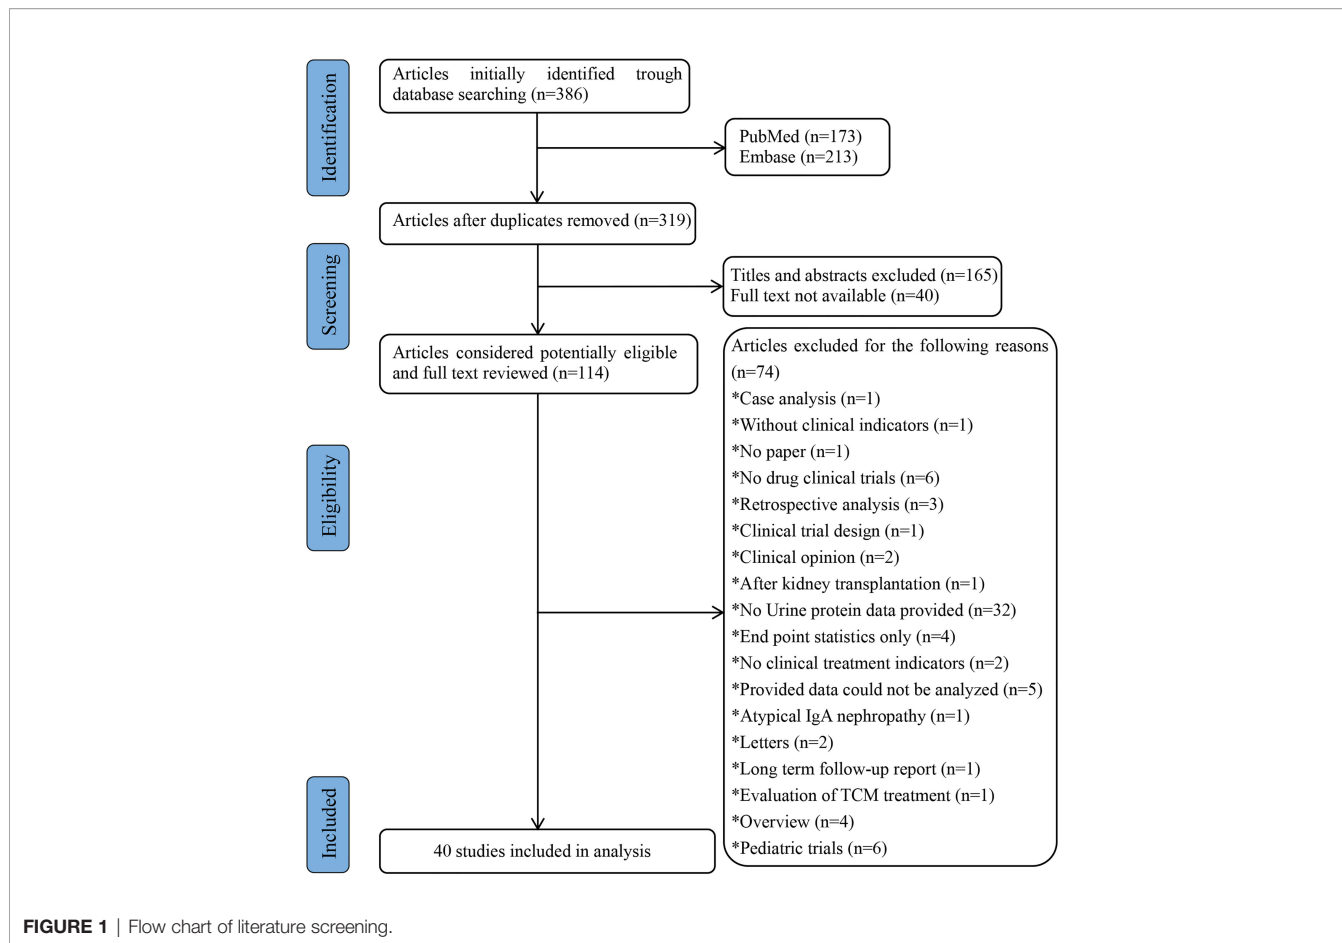 Identification
Articles initially identified trough
database searching (n=386)
PubMed (n=173)
Embase (n=213)
Articles after duplicates removed (n=319)
Screening
Titles and abstracts excluded (n=165)
Full text not available (n=40)
Articles considered potentially eligible
and full text reviewed (n=114)
Eligibility
Articles excluded for the following reasons
(n=74)
*Case analysis (n=1)
*Without clinical indicators (n=1)
*No paper (n=1)
*No drug clinical trials (n=6)
*Retrospective analysis (n=3)
*Clinical trial design (n=1)
*Clinical opinion (n=2)
*After kidney transplantation (n=1)
*No Urine protein data provided (n=32)
*End point statistics only (n=4)
*No clinical treatment indicators (n=2)
*Provided data could not be analyzed (n=5)
*Atypical IgA nephropathy (n=1)
*Letters (n=2)
*Long term follow-up report (n=1)
*Evaluation of TCM treatment (n=1)
*Overview (n=4)
*Pediatric trials (n=6)
Included
40 studies included in analysis
FIGURE 1 | Flow chart of literature screening.